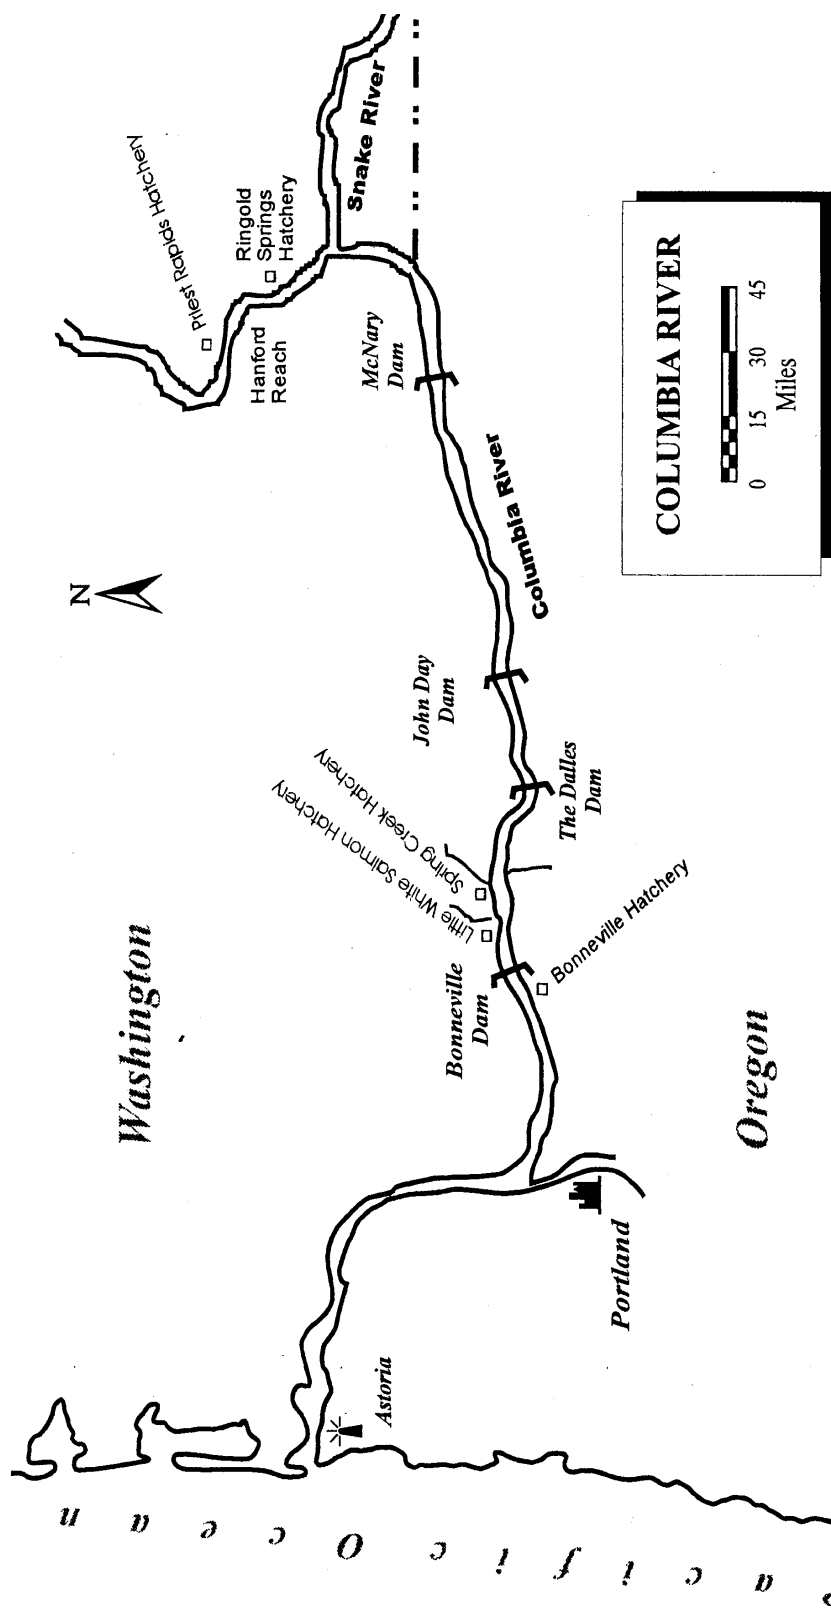 Priest Rapids Hatchery
Ringold
Springs
Hatchery
Snake River
Hanford
Reach
McNary
Dam
N
Columbia River
John Day
Dam
The Dalles
Dam
Spring Creek Hatchery
Little White Salmon Hatchery
Bonneville
Dam
Bonneville Hatchery
Washington
Oregon
Portland
Astoria
Pacific Ocean
COLUMBIA RIVER
0 15 30 45
Miles